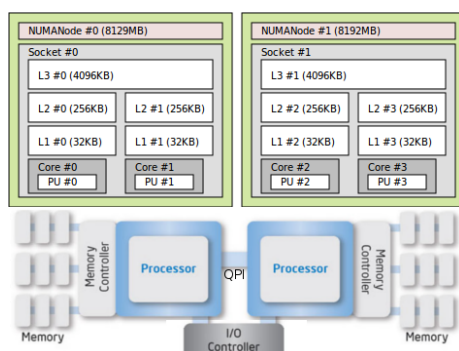 NUMANode #0 (8129MB)
Socket #0
L3 #0 (4096KB)
L2 #0 (256KB)
L2 #1 (256KB)
L1 #0 (32KB)
L1 #1 (32KB)
Core #0
PU #0
Core #1
PU #1
NUMANode #1 (8192MB)
Socket #1
L3 #1 (4096KB)
L2 #2 (256KB)
L2 #3 (256KB)
L1 #2 (32KB)
L1 #3 (32KB)
Core #2
PU #2
Core #3
PU #3
Memory
Controller
Processor
QPI
Processor
Memory
Controller
Memory
I/O
Controller
Memory